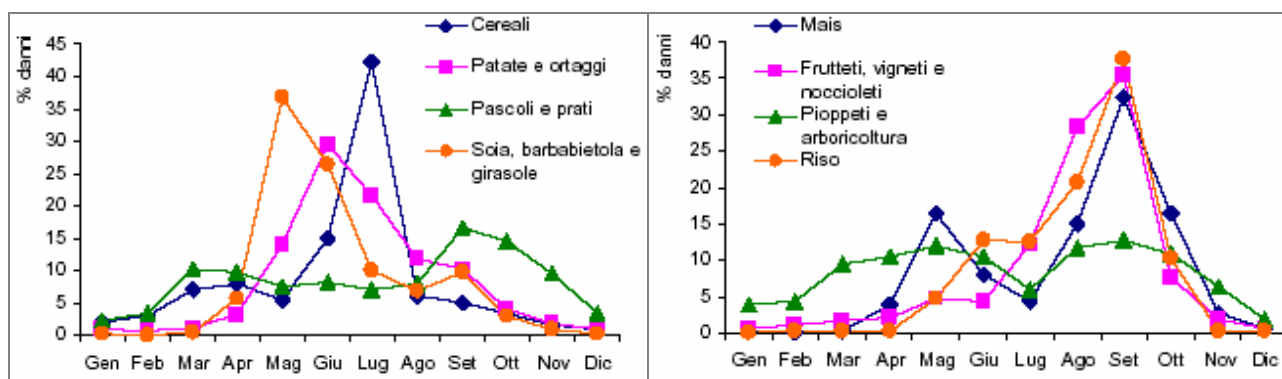 % danni
45
40
35
30
25
20
15
10
5
0
Gen Feb Mar Apr Mag Giu Lug Ago Set Ott Nov Dic
Cereali
Patate e ortaggi
Pascoli e prati
Soia, barbabietola e
girasole
% danni
40
35
30
25
20
15
10
5
0
Gen Feb Mar Apr Mag Giu Lug Ago Set Ott Nov Dic
Mais
Frutteti, vigneti e
noccioleti
Pioppeti e
arboricoltura
Riso